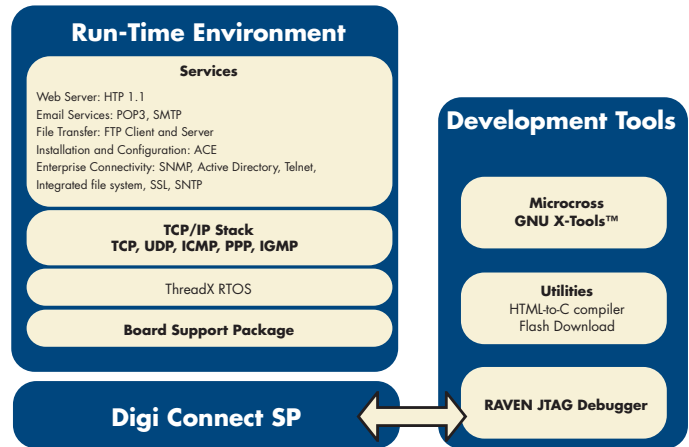 Run-Time Environment
Services
Web Server: HTP 1.1
Email Services: POP3, SMTP
File Transfer: FTP Client and Server
Installation and Configuration: ACE
Enterprise Connectivity: SNMP, Active Directory, Telnet,
Integrated file system, SSL, SNTP
TCP/IP Stack
TCP, UDP, ICMP, PPP, IGMP
ThreadX RTOS
Board Support Package
Digi Connect SP
Development Tools
Microcross
GNU X-Tools™
Utilities
HTML-to-C compiler
Flash Download
RAVEN JTAG Debugger